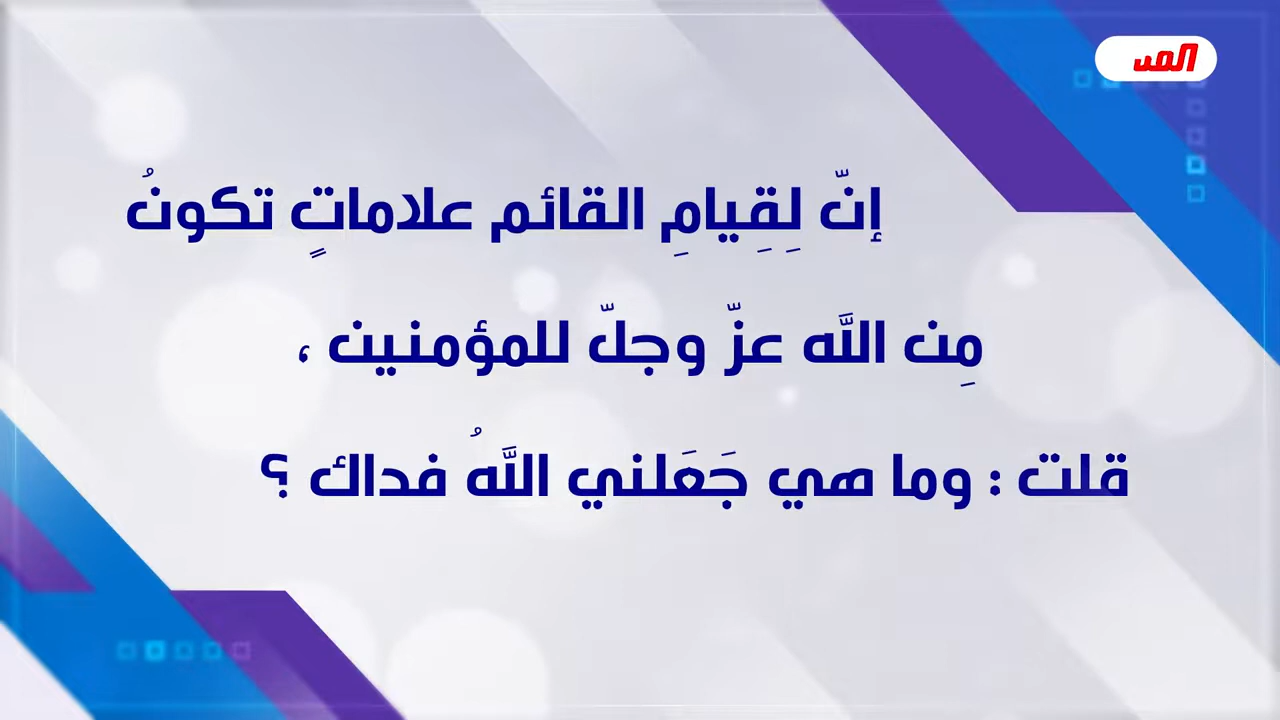 إنّ لِقِيامِ القائم علاماتٍ تكونُ
مِن اللَّه عزّ وجلّ للمؤمنين ،
قلت : وما هي جَعَلني اللَّهُ فداك ؟